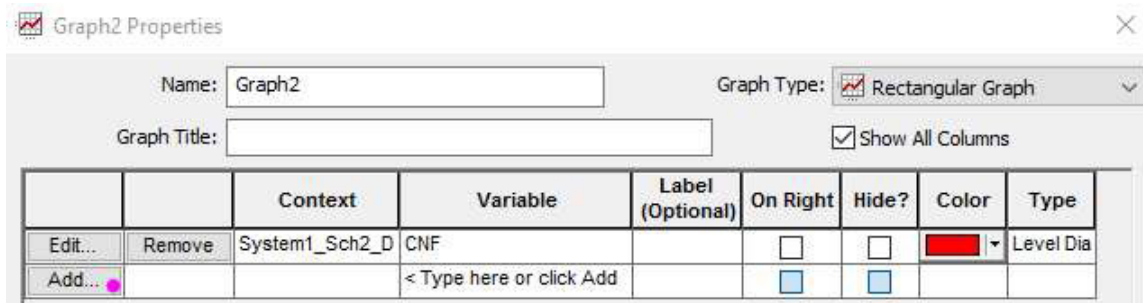 Graph2 Properties
Name: Graph2 Graph Type: Rectangular Graph
Graph Title: Show All Columns
Context Variable Label (Optional) On Right Hide? Color Type
Edit... Remove System1_Sch2_D CNF Level Dia
Add... < Type here or click Add